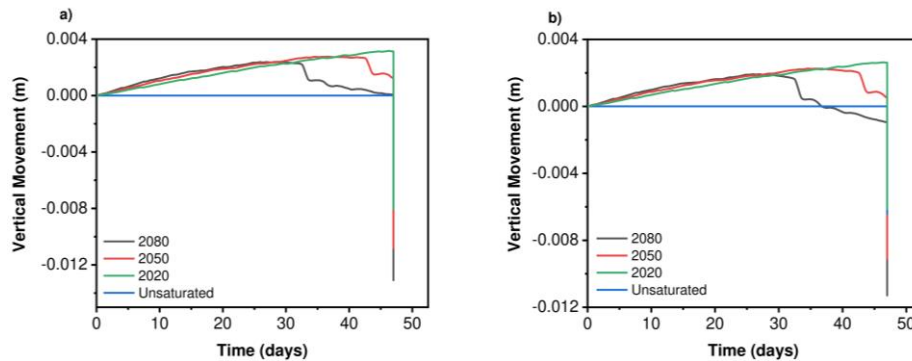 a)
0.004
0.000
-0.004
-0.008
-0.012
Vertical Movement (m)
2080
2050
2020
Unsaturated
0 10 20 30 40 50
Time (days)
b)
0.004
0.000
-0.004
-0.008
-0.012
Vertical Movement (m)
2080
2050
2020
Unsaturated
0 10 20 30 40 50
Time (days)